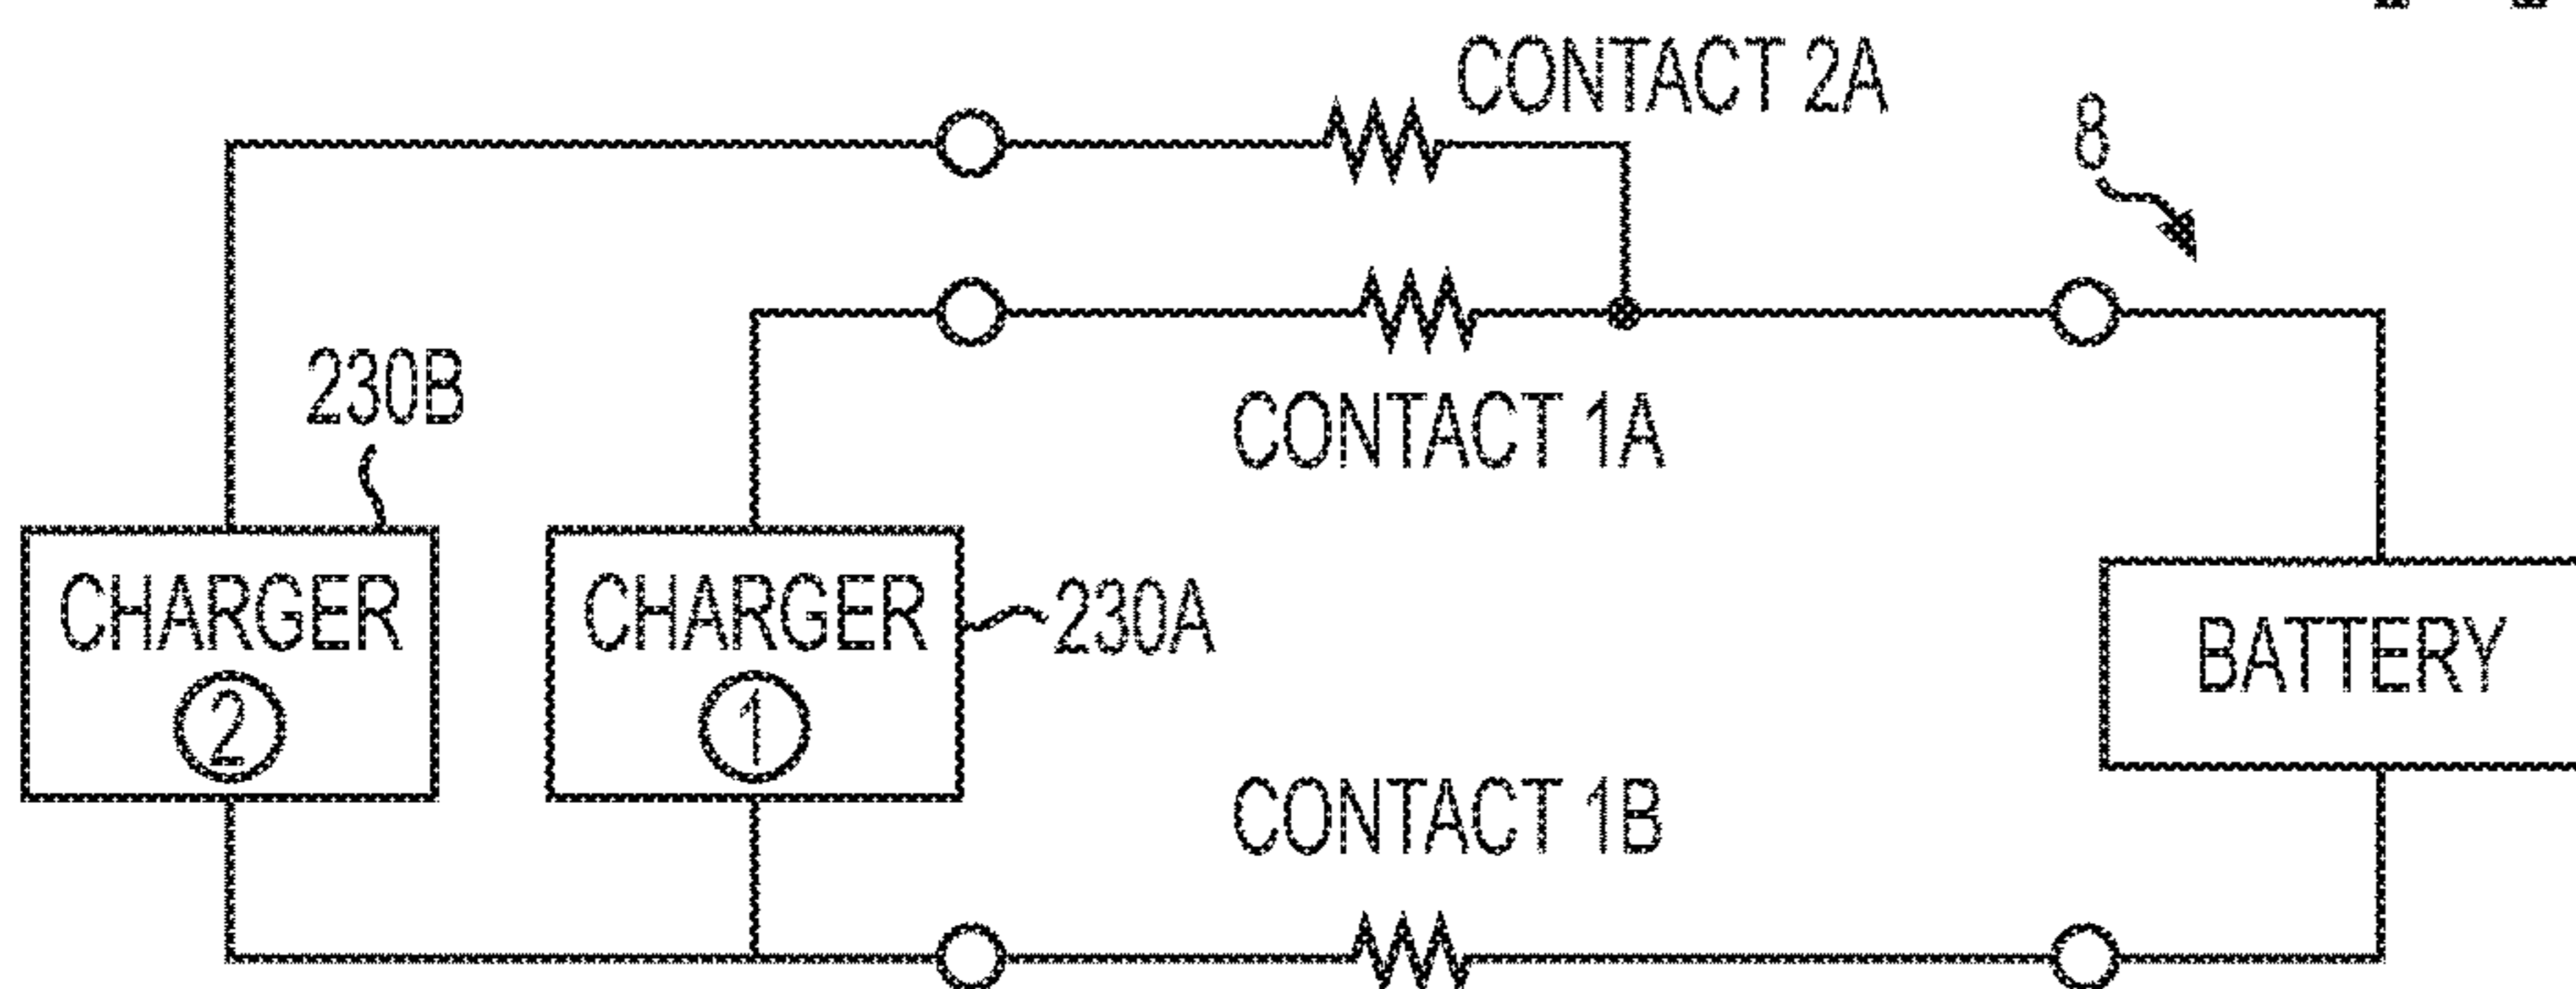 CONTACT 2A
8
CONTACT 1A
230B
CHARGER
2
CHARGER
1
230A
BATTERY
CONTACT 1B